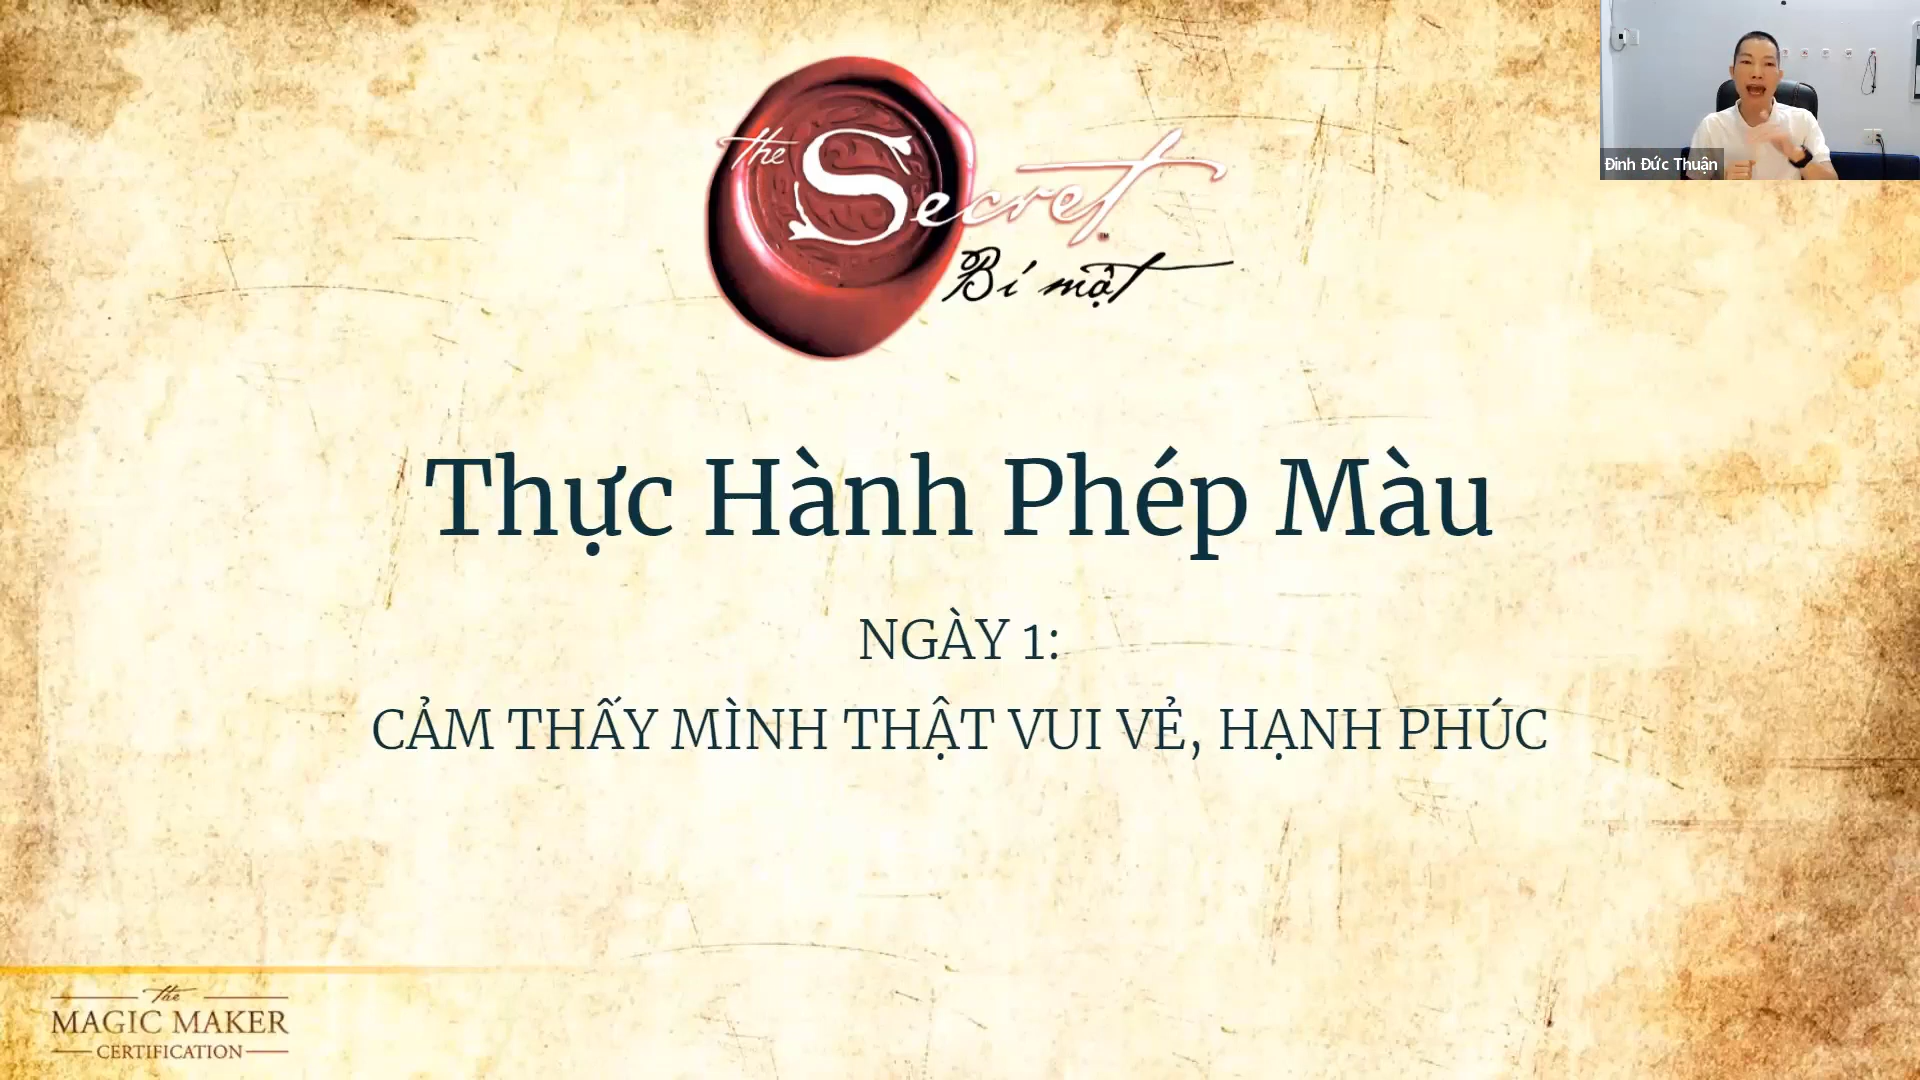 the Secret™
Bí mật
Đinh Đức Thuận
Thực Hành Phép Màu
NGÀY 1:
CẢM THẤY MÌNH THẬT VUI VẺ, HẠNH PHÚC
The
MAGIC MAKER
CERTIFICATION